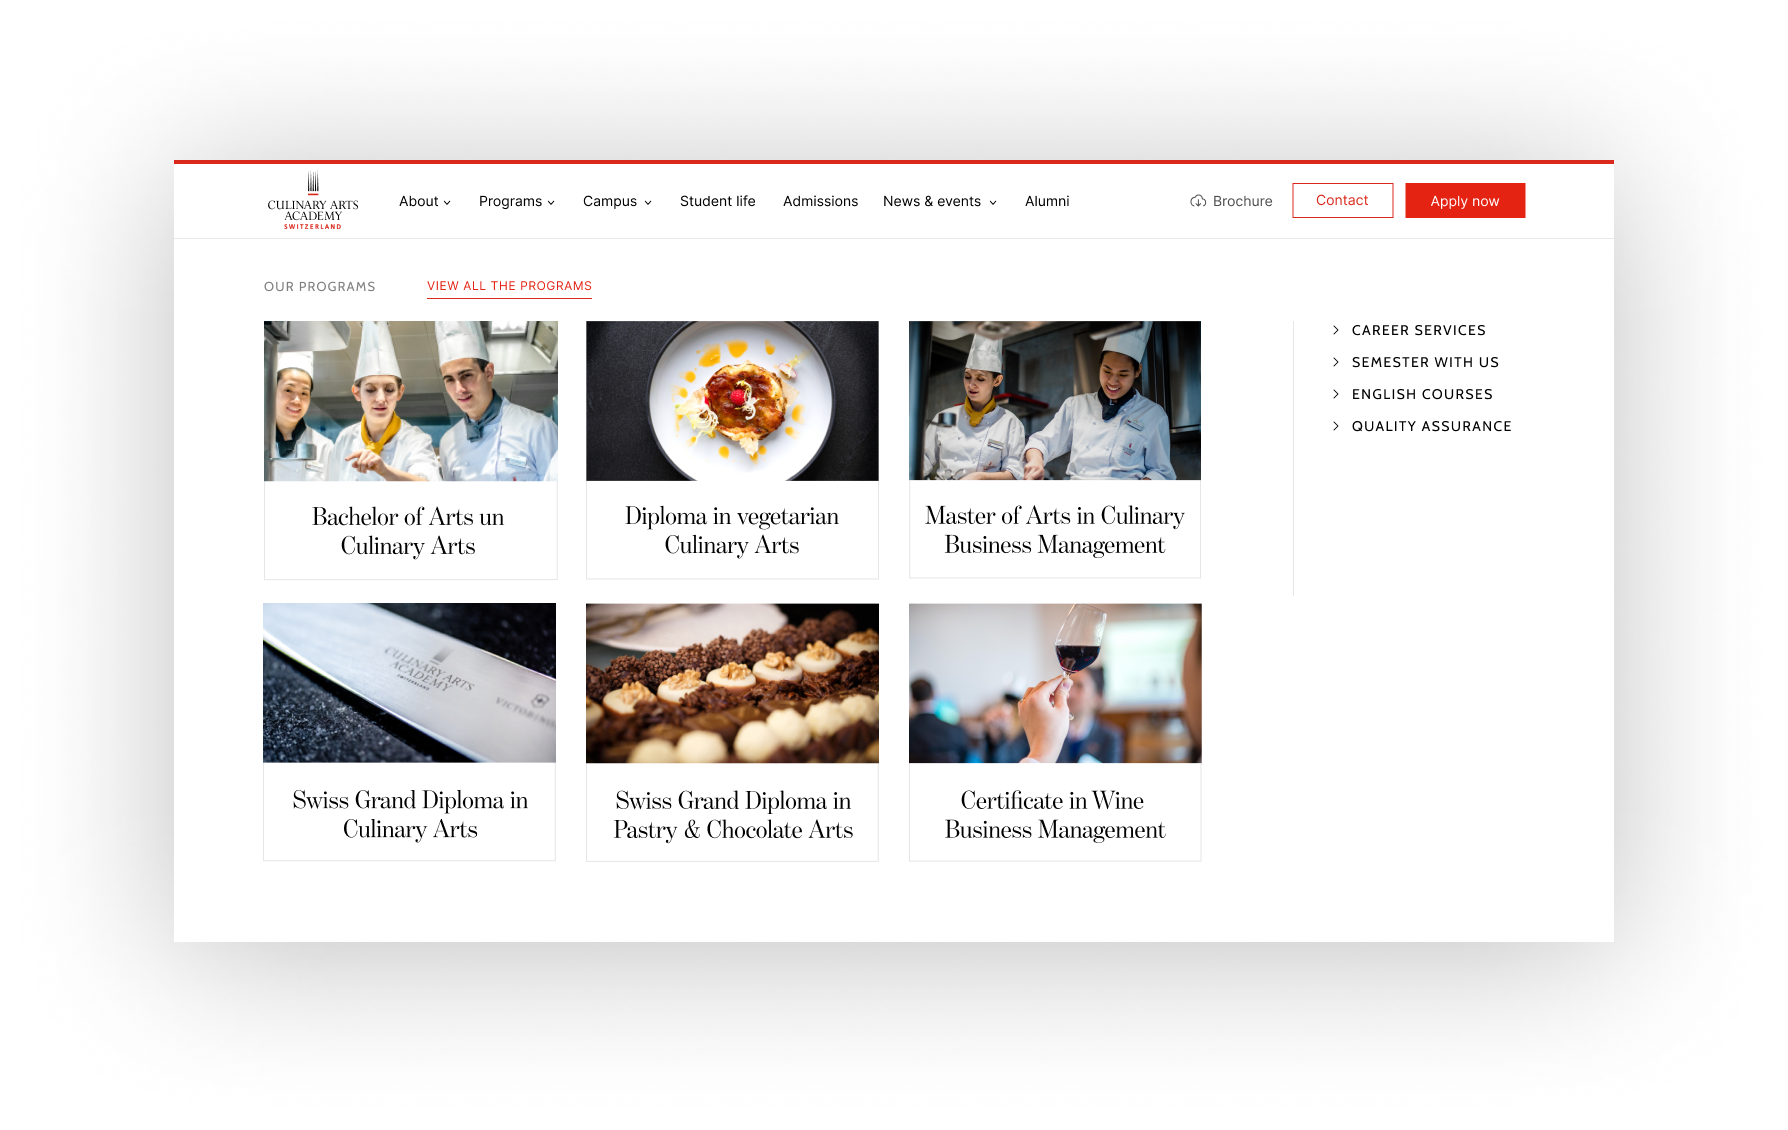 CULINARY ARTS
ACADEMY
SWITZERLAND
About
Programs
Campus
Student life
Admissions
News & events
Alumni
Brochure
Contact
Apply now
OUR PROGRAMS
VIEW ALL THE PROGRAMS
Bachelor of Arts un
Culinary Arts
Diploma in vegetarian
Culinary Arts
Master of Arts in Culinary
Business Management
CAREER SERVICES
SEMESTER WITH US
ENGLISH COURSES
QUALITY ASSURANCE
CULINARY ARTS
ACADEMY
SWITZERLAND
Swiss Grand Diploma in
Culinary Arts
Swiss Grand Diploma in
Pastry & Chocolate Arts
Certificate in Wine
Business Management